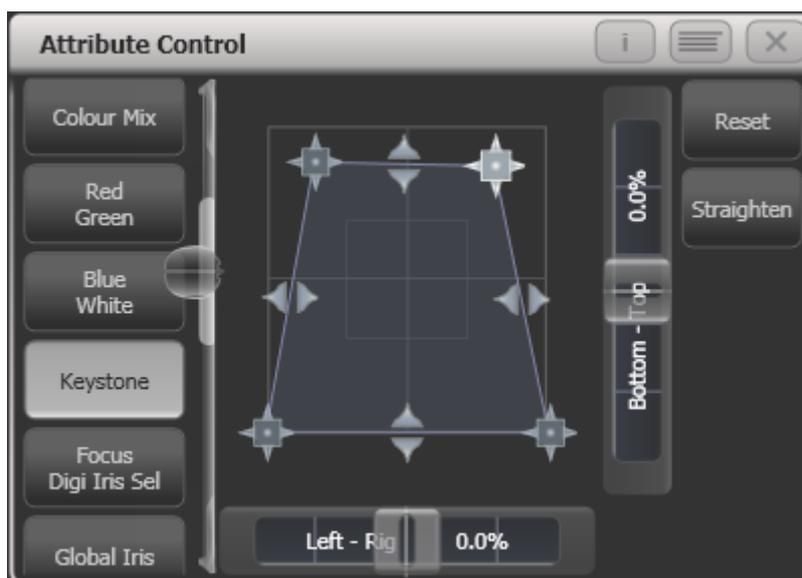 Attribute Control
i
Colour Mix
Red
Green
Blue
White
Keystone
Focus
Digi Iris Sel
Global Iris
Reset
Straighten
0.0%
Bottom - Top
Left - Rig
0.0%